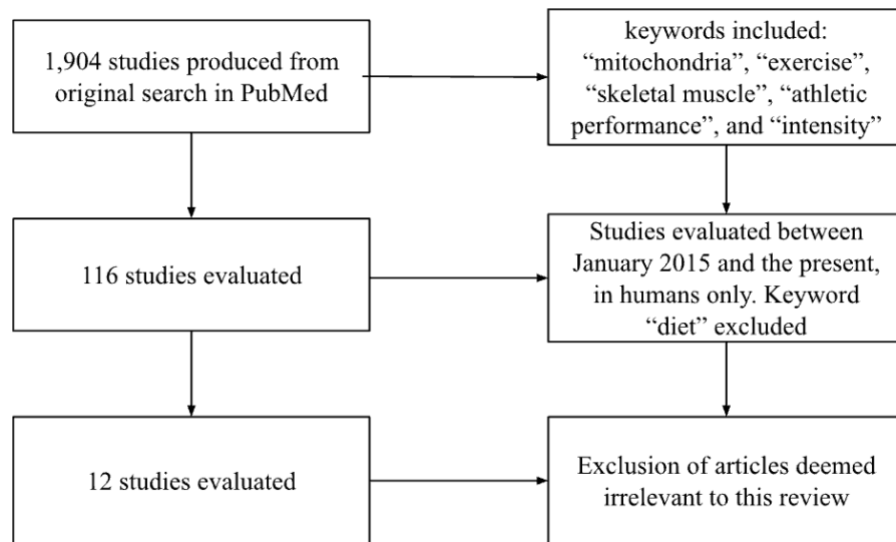 1,904 studies produced from
original search in PubMed
keywords included:
“mitochondria”, “exercise”,
“skeletal muscle”, “athletic
performance”, and “intensity”
116 studies evaluated
Studies evaluated between
January 2015 and the present,
in humans only. Keyword
“diet” excluded
12 studies evaluated
Exclusion of articles deemed
irrelevant to this review